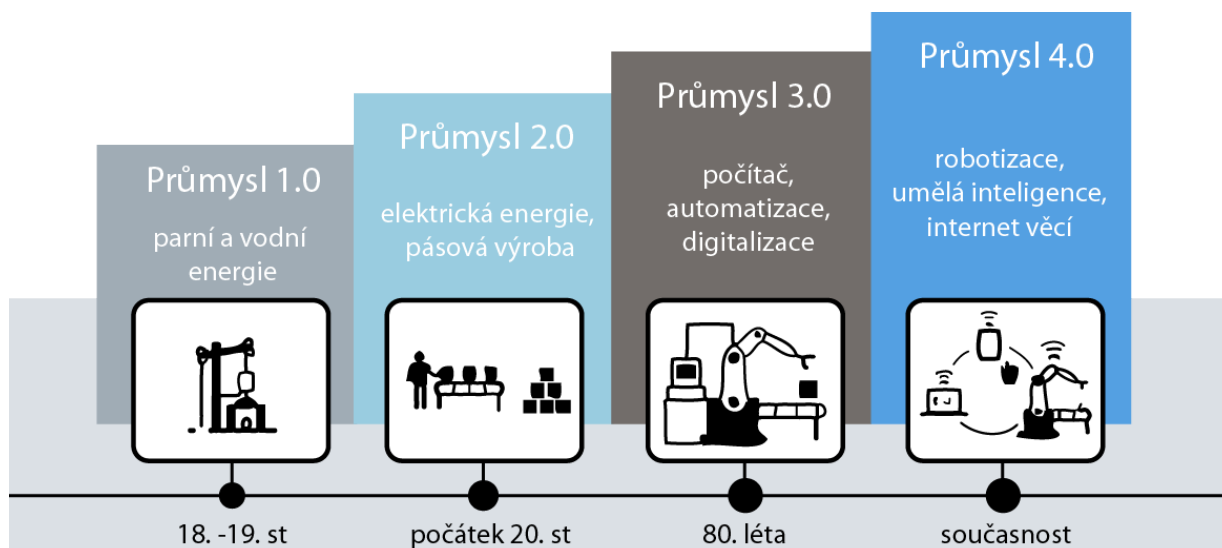 Průmysl 1.0
parní a vodní
energie
18. -19. st
Průmysl 2.0
elektrická energie,
pásová výroba
počátek 20. st
Průmysl 3.0
počítač,
automatizace,
digitalizace
80. léta
Průmysl 4.0
robotizace,
umělá inteligence,
internet věcí
současnost